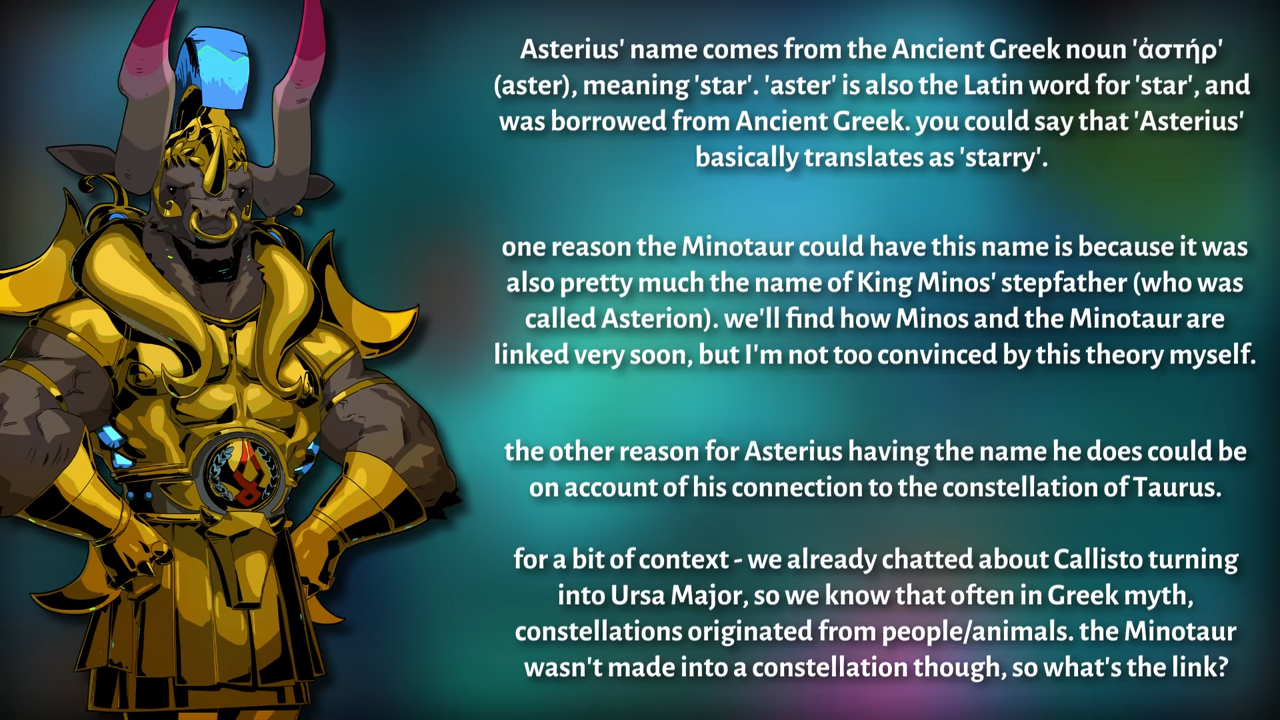 Asterius' name comes from the Ancient Greek noun 'ἀστήρ'
(aster), meaning 'star'. 'aster' is also the Latin word for 'star', and
was borrowed from Ancient Greek. you could say that 'Asterius'
basically translates as 'starry'.
one reason the Minotaur could have this name is because it was
also pretty much the name of King Minos' stepfather (who was
called Asterion). we'll find how Minos and the Minotaur are
linked very soon, but I'm not too convinced by this theory myself.
the other reason for Asterius having the name he does could be
on account of his connection to the constellation of Taurus.
for a bit of context - we already chatted about Callisto turning
into Ursa Major, so we know that often in Greek myth,
constellations originated from people/animals. the Minotaur
wasn't made into a constellation though, so what's the link?